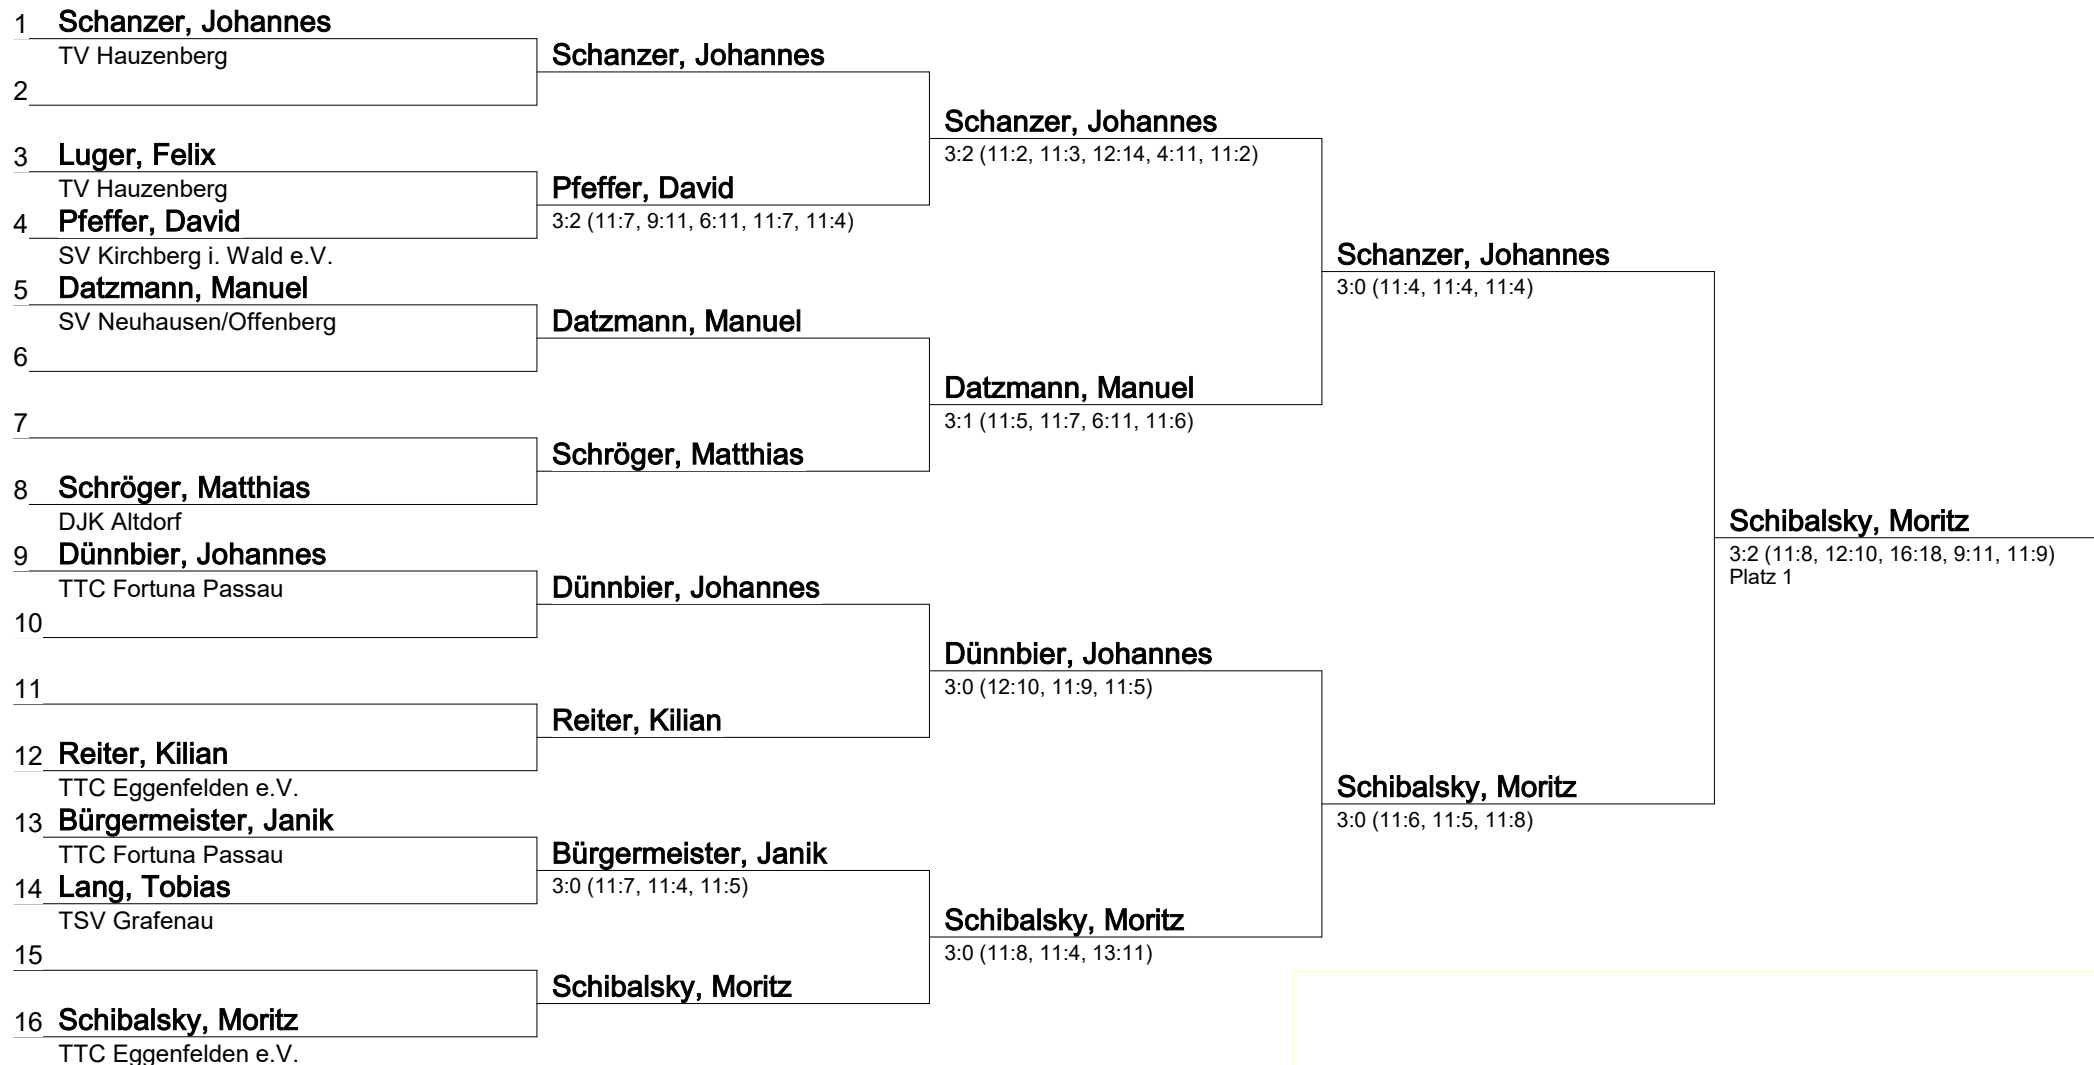 1 Schanzer, Johannes
TV Hauzenberg
2
3 Luger, Felix
TV Hauzenberg
4 Pfeffer, David
SV Kirchberg i. Wald e.V.
5 Datzmann, Manuel
SV Neuhausen/Offenberg
6
7
8 Schröger, Matthias
DJK Altdorf
9 Dünnbier, Johannes
TTC Fortuna Passau
10
11
12 Reiter, Kilian
TTC Eggenfelden e.V.
13 Bürgermeister, Janik
TTC Fortuna Passau
14 Lang, Tobias
TSV Grafenau
15
16 Schibalsky, Moritz
TTC Eggenfelden e.V.
Schanzer, Johannes
Pfeffer, David
3:2 (11:7, 9:11, 6:11, 11:7, 11:4)
Datzmann, Manuel
Schröger, Matthias
Dünnbier, Johannes
Reiter, Kilian
Bürgermeister, Janik
3:0 (11:7, 11:4, 11:5)
Schibalsky, Moritz
Schanzer, Johannes
3:2 (11:2, 11:3, 12:14, 4:11, 11:2)
Datzmann, Manuel
3:1 (11:5, 11:7, 6:11, 11:6)
Dünnbier, Johannes
3:0 (12:10, 11:9, 11:5)
Schibalsky, Moritz
3:0 (11:8, 11:4, 13:11)
Schanzer, Johannes
3:0 (11:4, 11:4, 11:4)
Schibalsky, Moritz
3:0 (11:6, 11:5, 11:8)
Schibalsky, Moritz
3:2 (11:8, 12:10, 16:18, 9:11, 11:9)
Platz 1